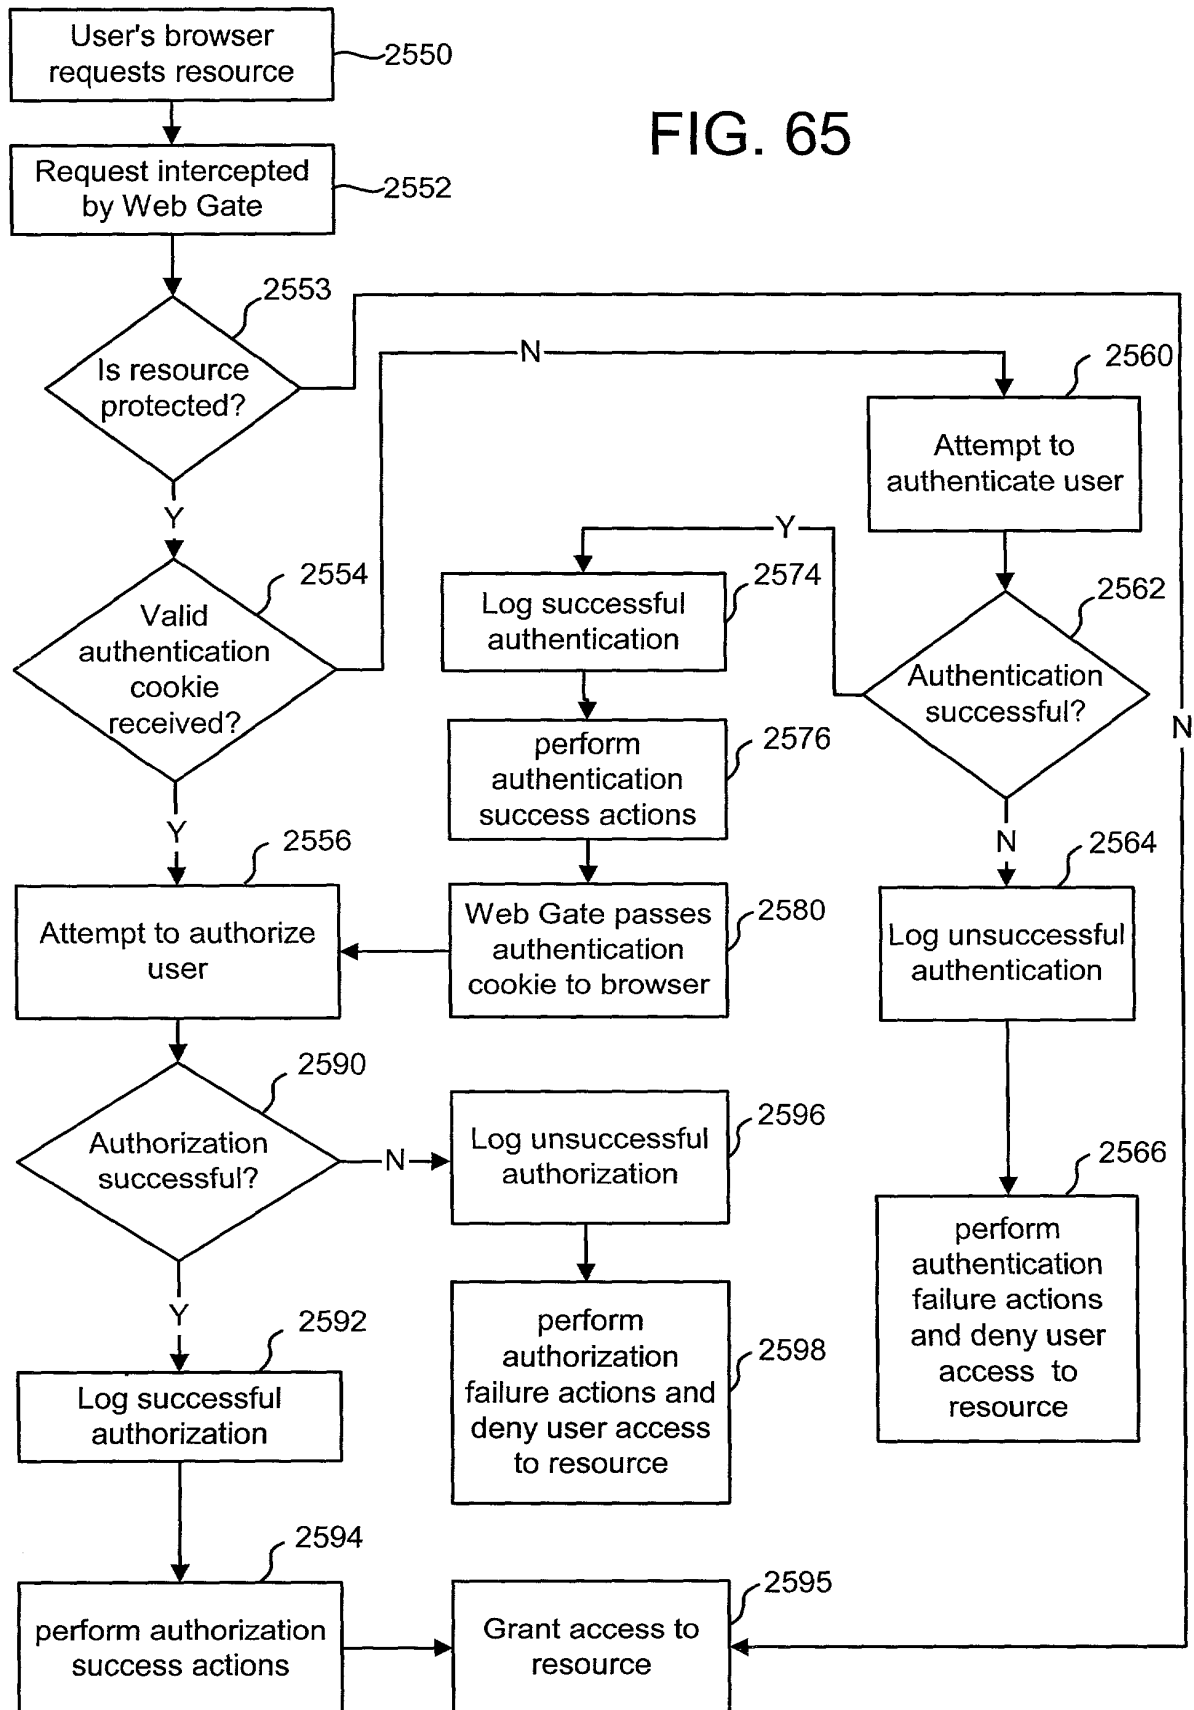 User's browser
requests resource
2550
FIG. 65
Request intercepted
by Web Gate
2552
2553
Is resource
protected?
N
2560
Attempt to
authenticate user
Y
Y
2554
2574
2562
Valid
authentication
cookie
received?
Log successful
authentication
Authentication
successful?
N
2576
perform
authentication
success actions
Y
N
2556
2564
Attempt to authorize
user
Web Gate passes
authentication
cookie to browser
2580
Log unsuccessful
authentication
2590
Authorization
successful?
N
Log unsuccessful
authorization
2596
2566
perform
authentication
failure actions
and deny user
access to
resource
Y
2592
perform
authorization
failure actions and
deny user access
to resource
2598
Log successful
authorization
2594
2595
perform authorization
success actions
Grant access to
resource